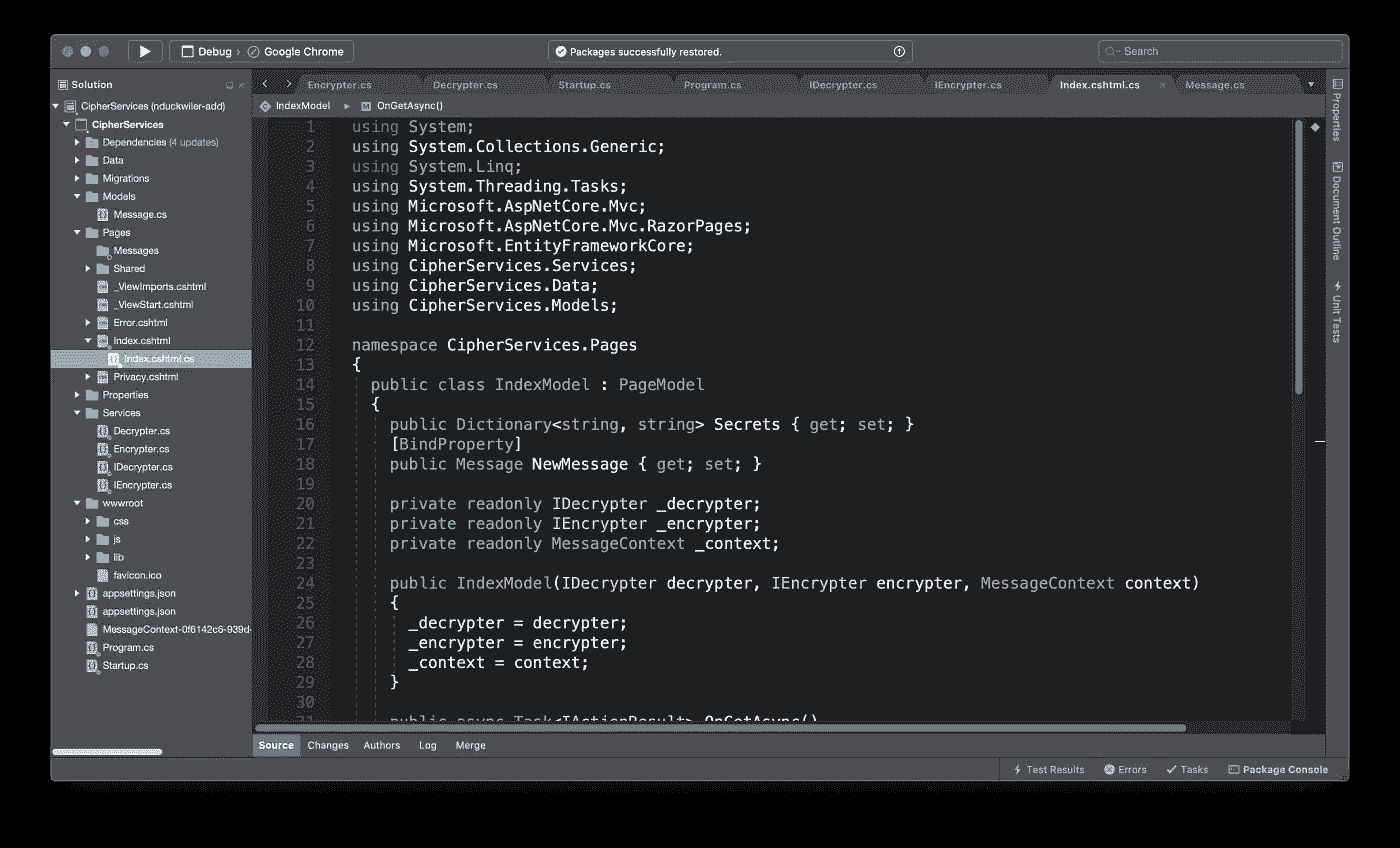 Debug › Google Chrome
Packages successfully restored.
Search
Solution
CipherServices (nduckwiler-add)
CipherServices
Dependencies (4 updates)
Data
Migrations
Models
Message.cs
Pages
Messages
Shared
_ViewImports.cshtml
_ViewStart.cshtml
Error.cshtml
Index.cshtml
Index.cshtml.cs
Privacy.cshtml
Properties
Services
Decrypter.cs
Encrypter.cs
IDecrypter.cs
IEncrypter.cs
wwwroot
css
js
lib
favicon.ico
appsettings.json
appsettings.json
MessageContext-0f6142c6-939d-
Program.cs
Startup.cs
Encrypter.cs Decrypter.cs Startup.cs Program.cs IDecrypter.cs IEncrypter.cs Index.cshtml.cs Message.cs
IndexModel OnGetAsync()
1 using System;
2 using System.Collections.Generic;
3 using System.Linq;
4 using System.Threading.Tasks;
5 using Microsoft.AspNetCore.Mvc;
6 using Microsoft.AspNetCore.Mvc.RazorPages;
7 using Microsoft.EntityFrameworkCore;
8 using CipherServices.Services;
9 using CipherServices.Data;
10 using CipherServices.Models;
11
12 namespace CipherServices.Pages
13 {
14 public class IndexModel : PageModel
15 {
16 public Dictionary<string, string> Secrets { get; set; }
17 [BindProperty]
18 public Message NewMessage { get; set; }
19
20 private readonly IDecrypter _decrypter;
21 private readonly IEncrypter _encrypter;
22 private readonly MessageContext _context;
23
24 public IndexModel(IDecrypter decrypter, IEncrypter encrypter, MessageContext context)
25 {
26 _decrypter = decrypter;
27 _encrypter = encrypter;
28 _context = context;
29 }
30
31 public async Task<IActionResult> OnGetAsync()
Source Changes Authors Log Merge
Properties
Document Outline
Unit Tests
Test Results Errors Tasks Package Console